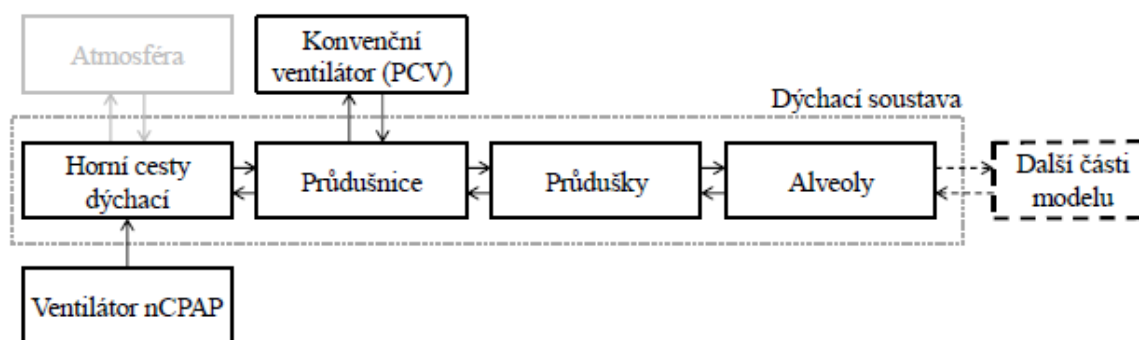 Atmosféra
Konvenční
ventilátor (PCV)
Dýchací soustava
Horní cesty
dýchací
Průdušnice
Průdušky
Alveoly
Další části
modelu
Ventilátor nCPAP